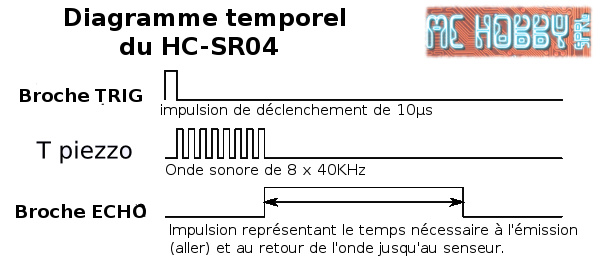 Diagramme temporel
du HC-SR04
MC HOBBY SPRL
Broche TRIG
impulsion de déclenchement de 10µs
T piezzo
Onde sonore de 8 x 40KHz
Broche ECHO
Impulsion représentant le temps nécessaire à l'émission
(aller) et au retour de l'onde jusqu'au senseur.